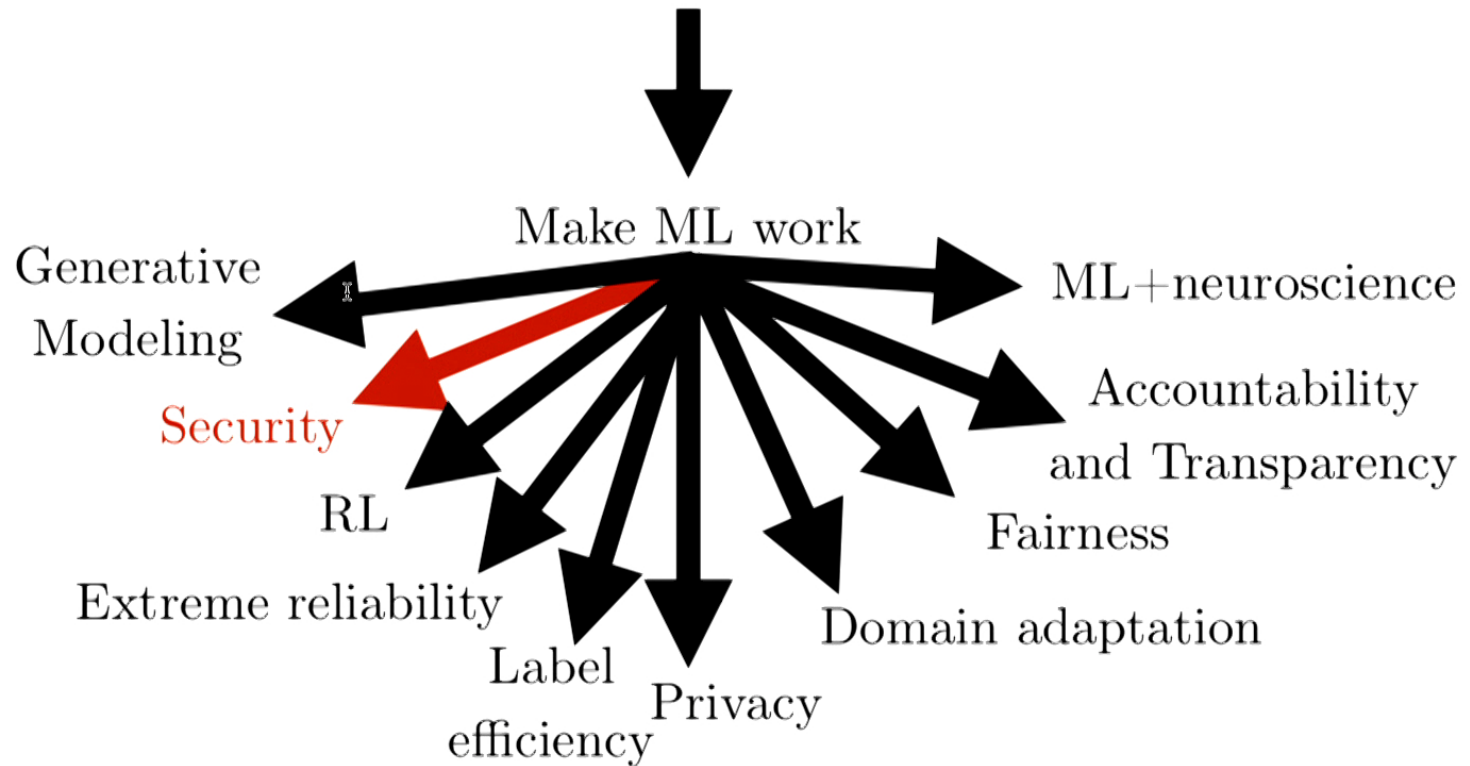 Make ML work
Generative
Modeling
Security
RL
Extreme reliability
Label
efficiency
Privacy
Domain adaptation
Fairness
Accountability
and Transparency
ML+neuroscience